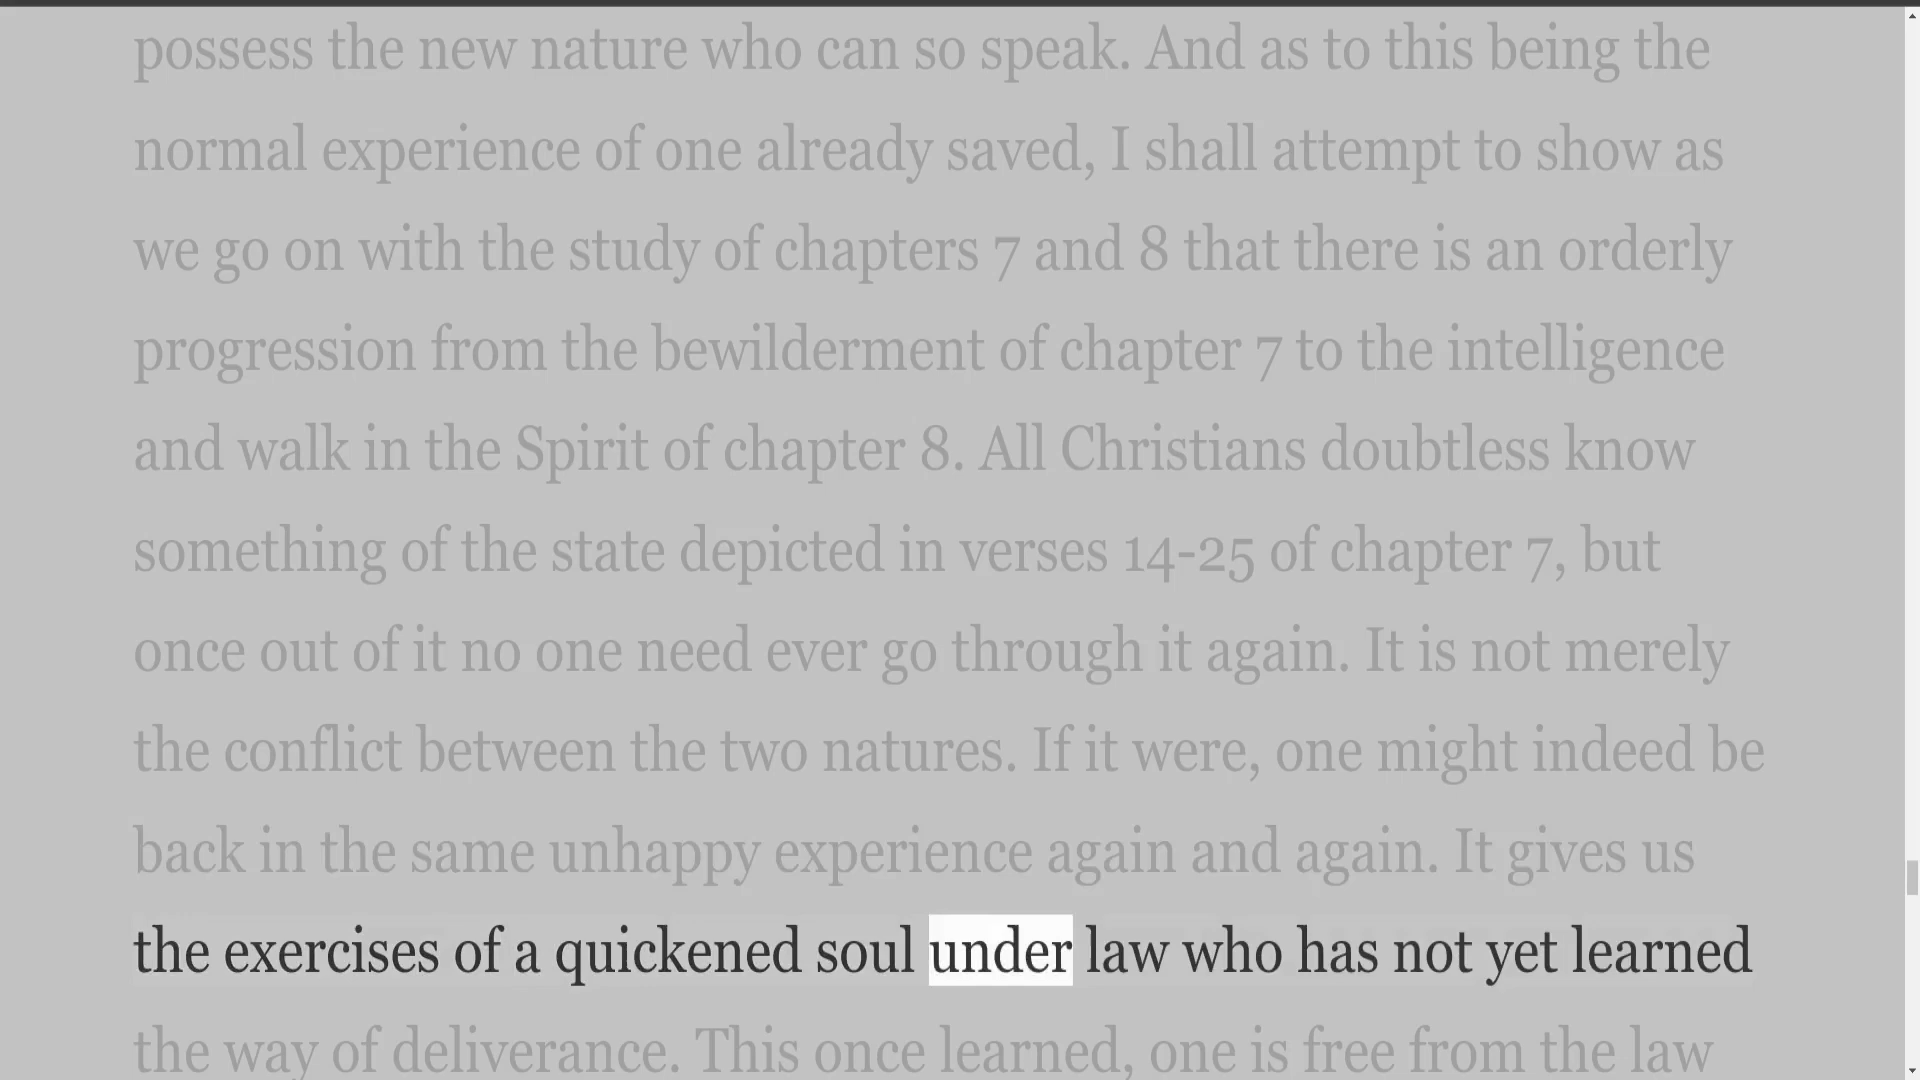 possess the new nature who can so speak. And as to this being the
normal experience of one already saved, I shall attempt to show as
we go on with the study of chapters 7 and 8 that there is an orderly
progression from the bewilderment of chapter 7 to the intelligence
and walk in the Spirit of chapter 8. All Christians doubtless know
something of the state depicted in verses 14-25 of chapter 7, but
once out of it no one need ever go through it again. It is not merely
the conflict between the two natures. If it were, one might indeed be
back in the same unhappy experience again and again. It gives us
the exercises of a quickened soul under law who has not yet learned
the way of deliverance. This once learned, one is free from the law